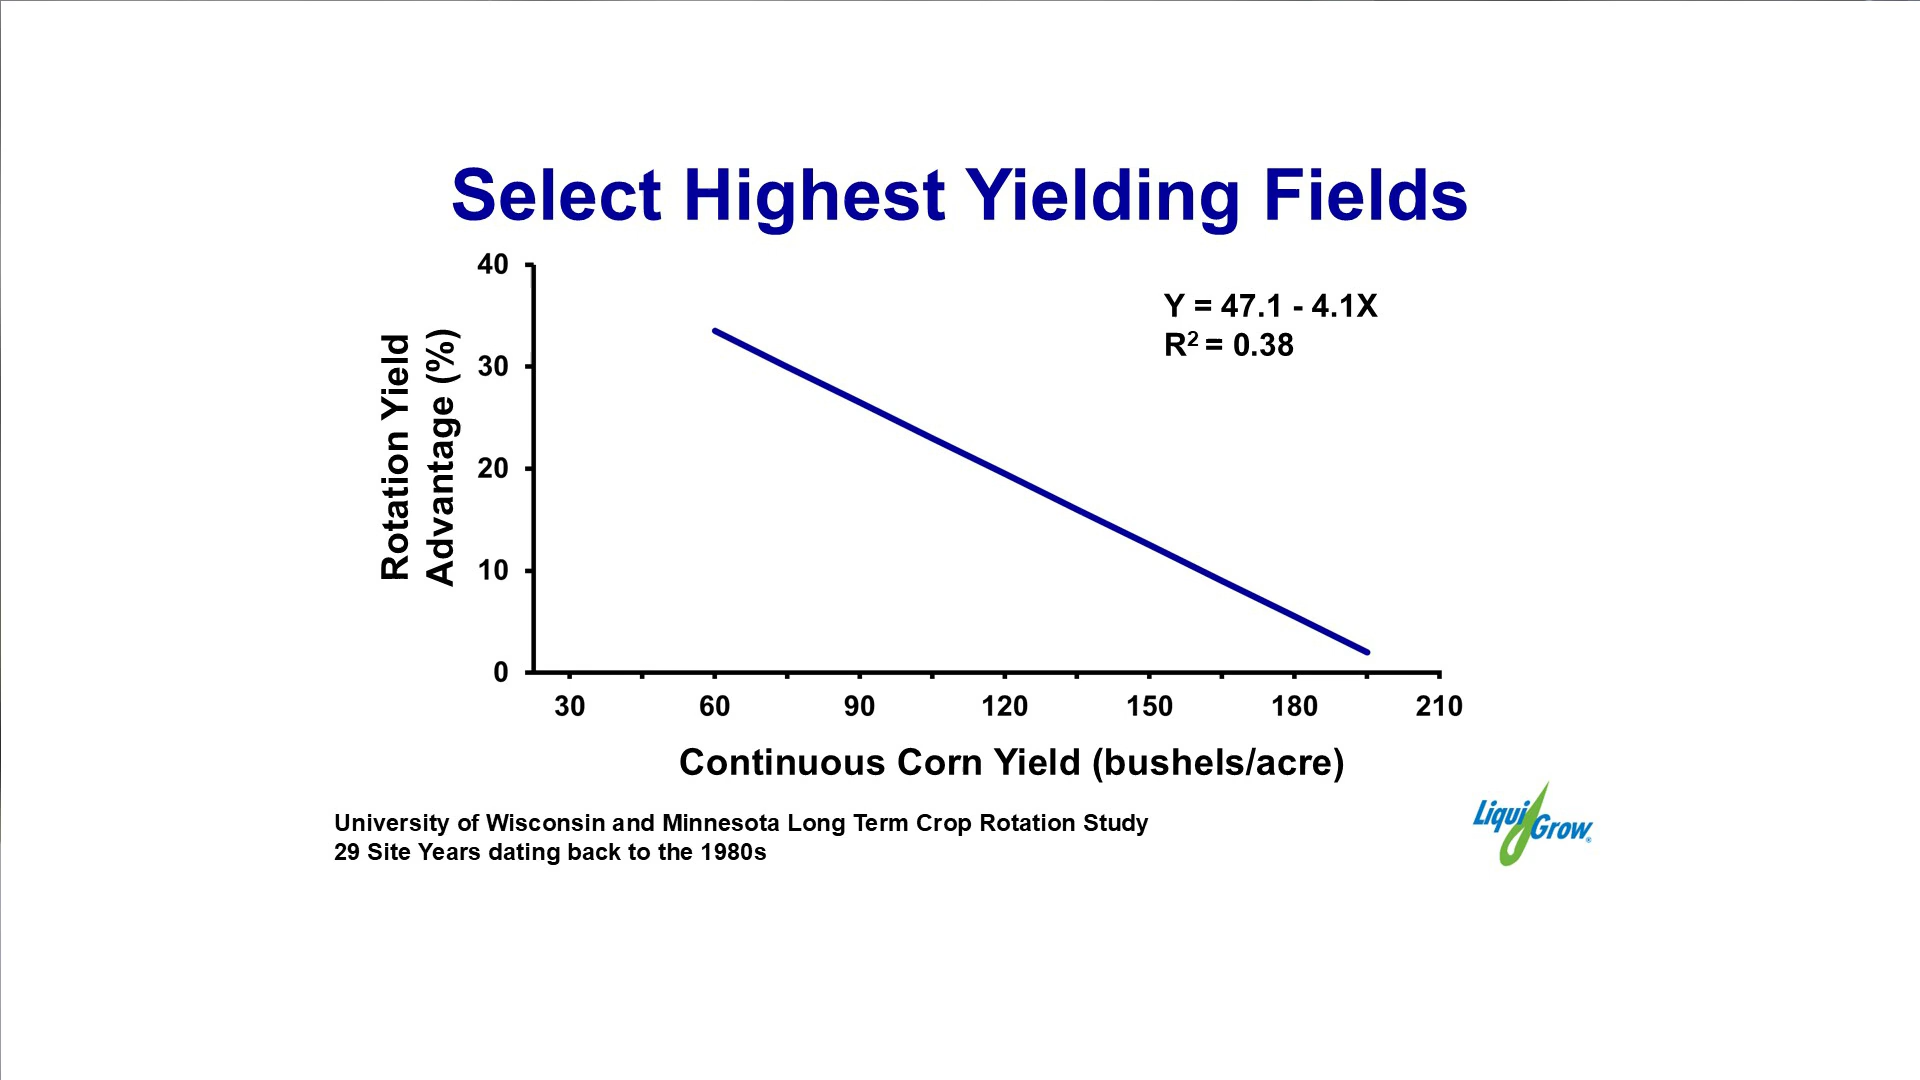 Select Highest Yielding Fields
40
30
20
10
0
Rotation Yield
Advantage (%)
Y = 47.1 - 4.1X
R² = 0.38
30 60 90 120 150 180 210
Continuous Corn Yield (bushels/acre)
University of Wisconsin and Minnesota Long Term Crop Rotation Study
29 Site Years dating back to the 1980s
Liqui Grow®